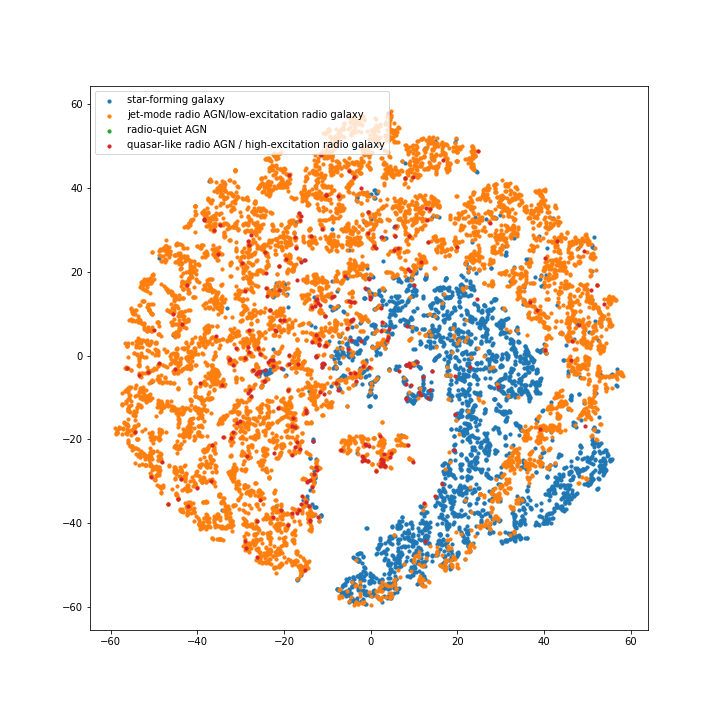 star-forming galaxy
jet-mode radio AGN/low-excitation radio galaxy
radio-quiet AGN
quasar-like radio AGN / high-excitation radio galaxy
60
40
20
0
−20
−40
−60
−60 −40 −20 0 20 40 60